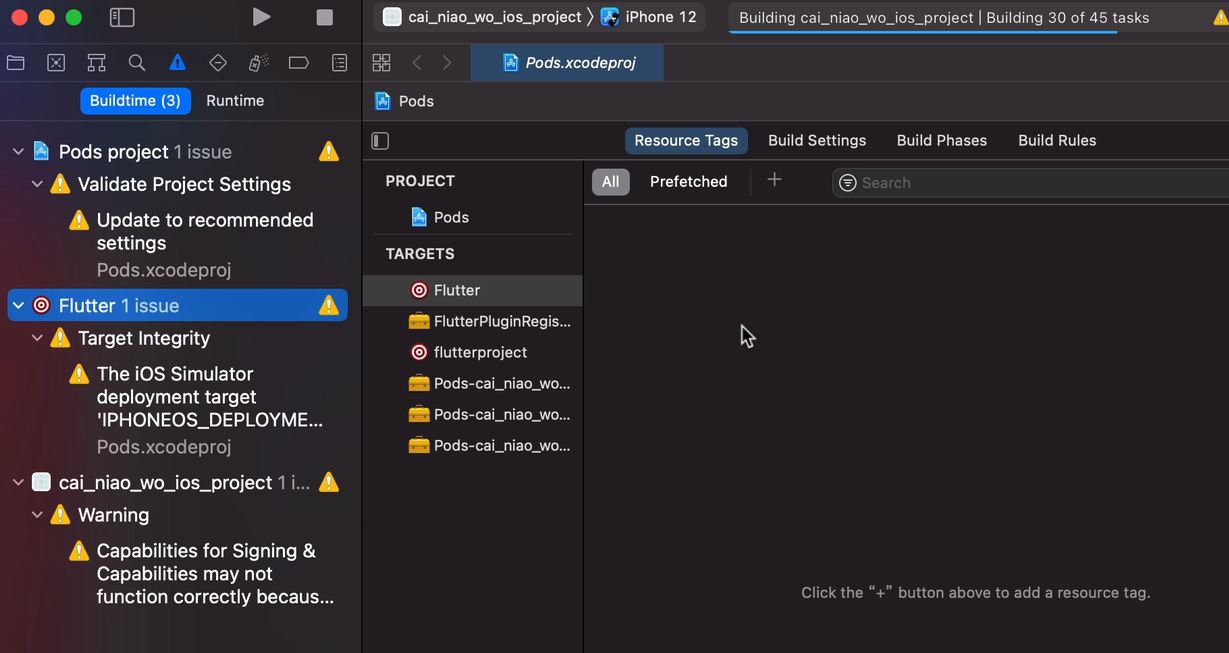 cai_niao_wo_ios_project 〉 iPhone 12
Building cai_niao_wo_ios_project | Building 30 of 45 tasks
Pods.xcodeproj
Buildtime (3) Runtime
Pods
Pods project 1 issue
Validate Project Settings
Update to recommended
settings
Pods.xcodeproj
Flutter 1 issue
Target Integrity
The iOS Simulator
deployment target
'IPHONEOS_DEPLOYME...
Pods.xcodeproj
cai_niao_wo_ios_project 1 i...
Warning
Capabilities for Signing &
Capabilities may not
function correctly becaus...
Resource Tags Build Settings Build Phases Build Rules
PROJECT
Pods
TARGETS
Flutter
FlutterPluginRegis...
flutterproject
Pods-cai_niao_wo...
Pods-cai_niao_wo...
Pods-cai_niao_wo...
All Prefetched + Search
Click the “+” button above to add a resource tag.